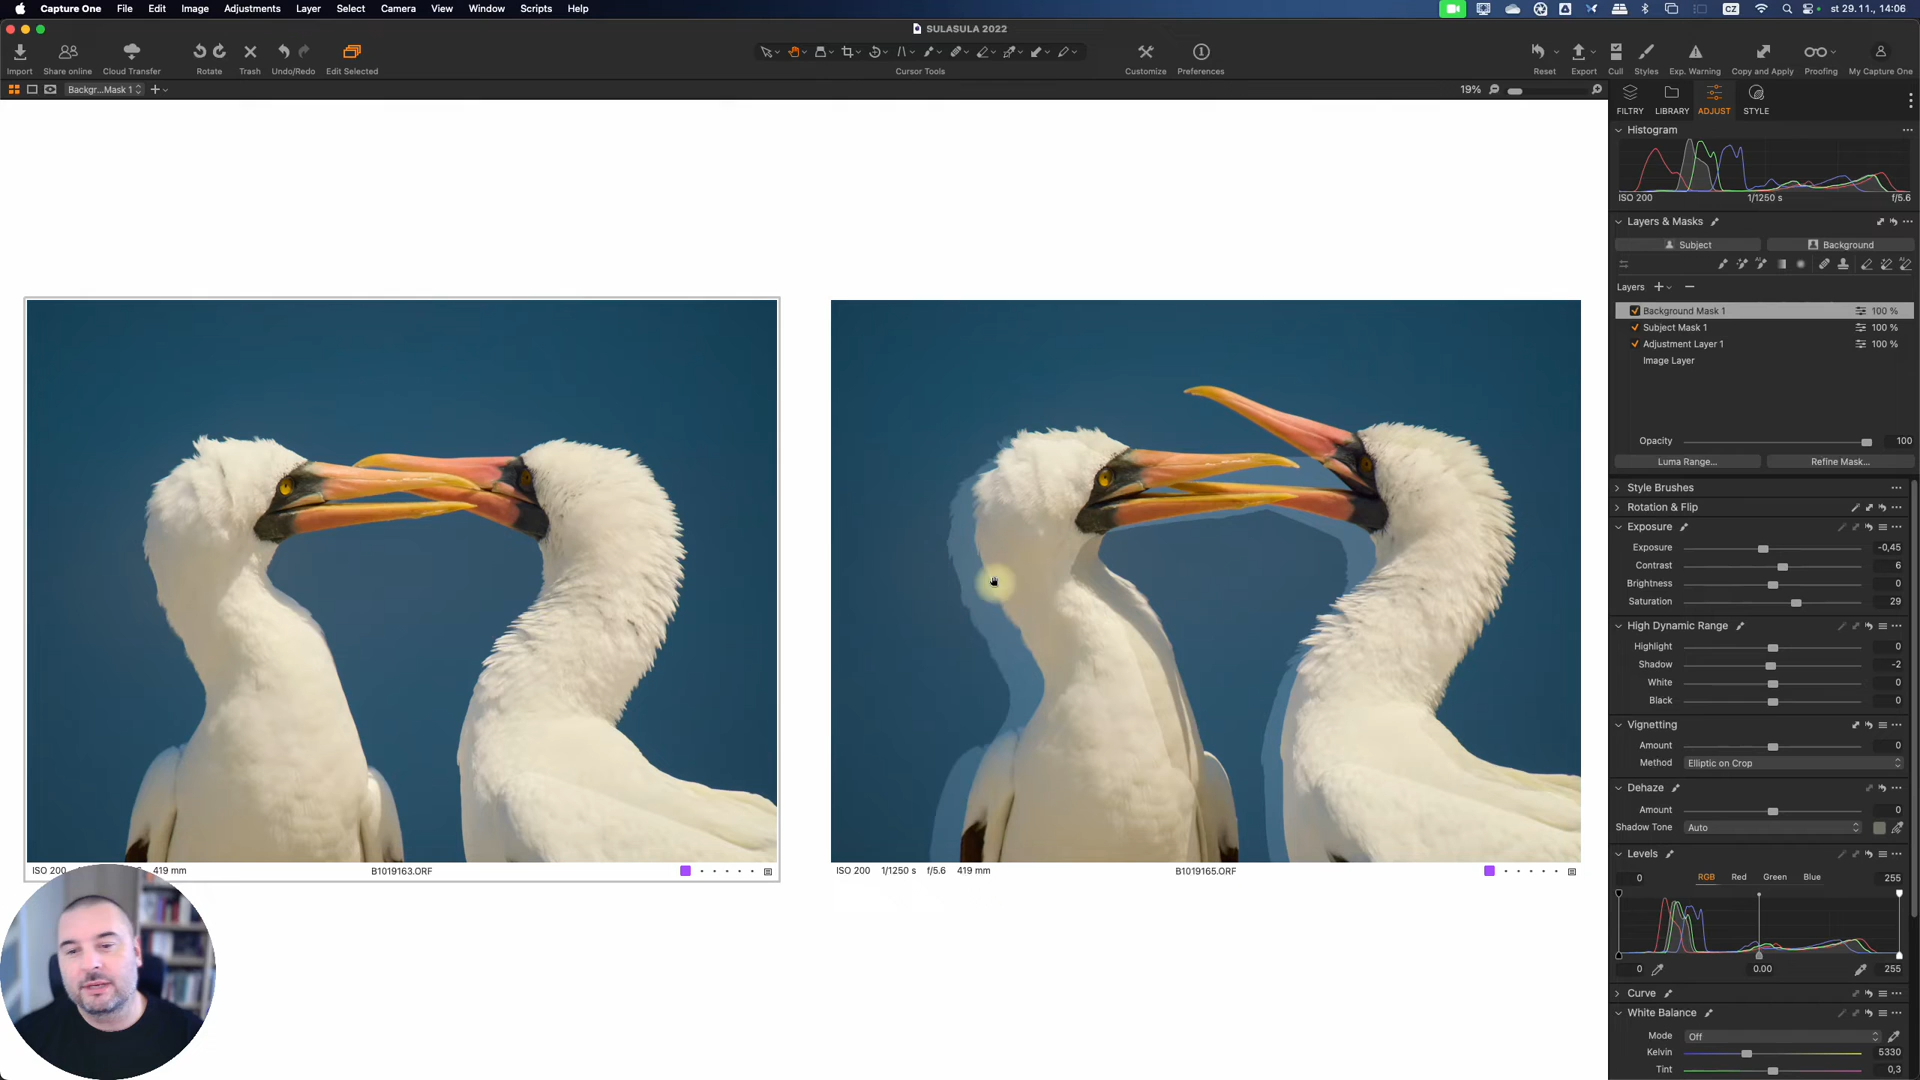 Capture One File Edit Image Adjustments Layer Select Camera View Window Scripts Help CZ st 29.11., 14:06
SULASULA 2022
Import Share online Cloud Transfer Rotate Trash Undo/Redo Edit Selected Cursor Tools Customize Preferences Reset Export Cull Styles Exp. Warning Copy and Apply Proofing My Capture One
Backgr...Mask 1 19%
FILTRY LIBRARY ADJUST STYLE
Histogram
ISO 200 1/1250 s f/5.6
Layers & Masks
Subject Background
Layers
Background Mask 1 100 %
Subject Mask 1 100 %
Adjustment Layer 1 100 %
Image Layer
Opacity 100
Luma Range... Refine Mask...
Style Brushes
Rotation & Flip
Exposure
Exposure -0,45
Contrast 6
Brightness 0
Saturation 29
High Dynamic Range
Highlight 0
Shadow -2
White 0
Black 0
Vignetting
Amount 0
Method Elliptic on Crop
Dehaze
Amount 0
Shadow Tone Auto
Levels
0 RGB Red Green Blue 255
0 0.00 255
Curve
White Balance
Mode Off
Kelvin 5330
Tint 0,3
ISO 200 419 mm B1019163.ORF
ISO 200 1/1250 s f/5.6 419 mm B1019165.ORF